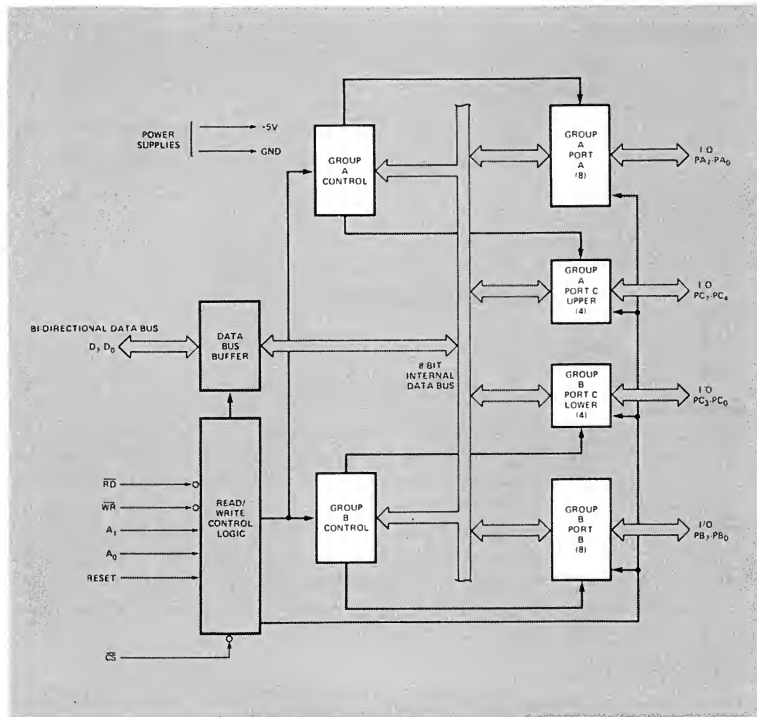 POWER
SUPPLIES
+5V
GND
GROUP
A
CONTROL
GROUP
A
PORT
A
(8)
I O
PA7-PA0
GROUP
A
PORT C
UPPER
(4)
I O
PC7-PC4
BI-DIRECTIONAL DATA BUS
D7, D0
DATA
BUS
BUFFER
8 BIT
INTERNAL
DATA BUS
GROUP
B
PORT C
LOWER
(4)
I O
PC3-PC0
RD
WR
A1
A0
RESET
CS
READ/
WRITE
CONTROL
LOGIC
GROUP
B
CONTROL
GROUP
B
PORT
B
(8)
I/O
PB7-PB0